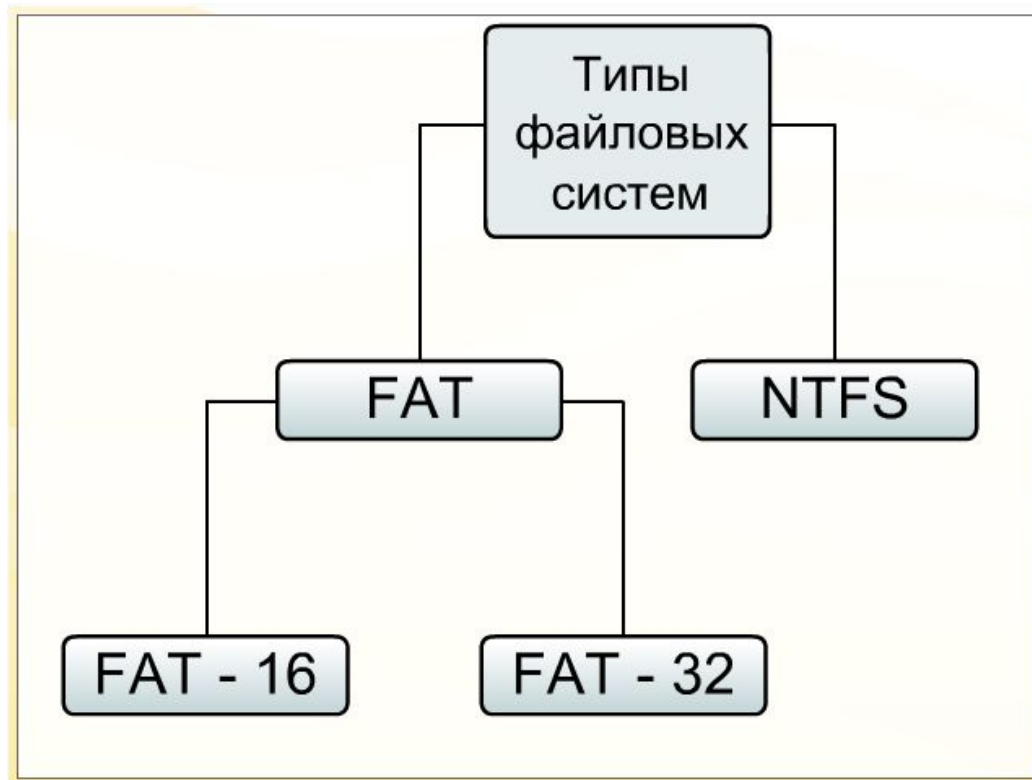 Типы
файловых
систем
FAT
NTFS
FAT - 16
FAT - 32